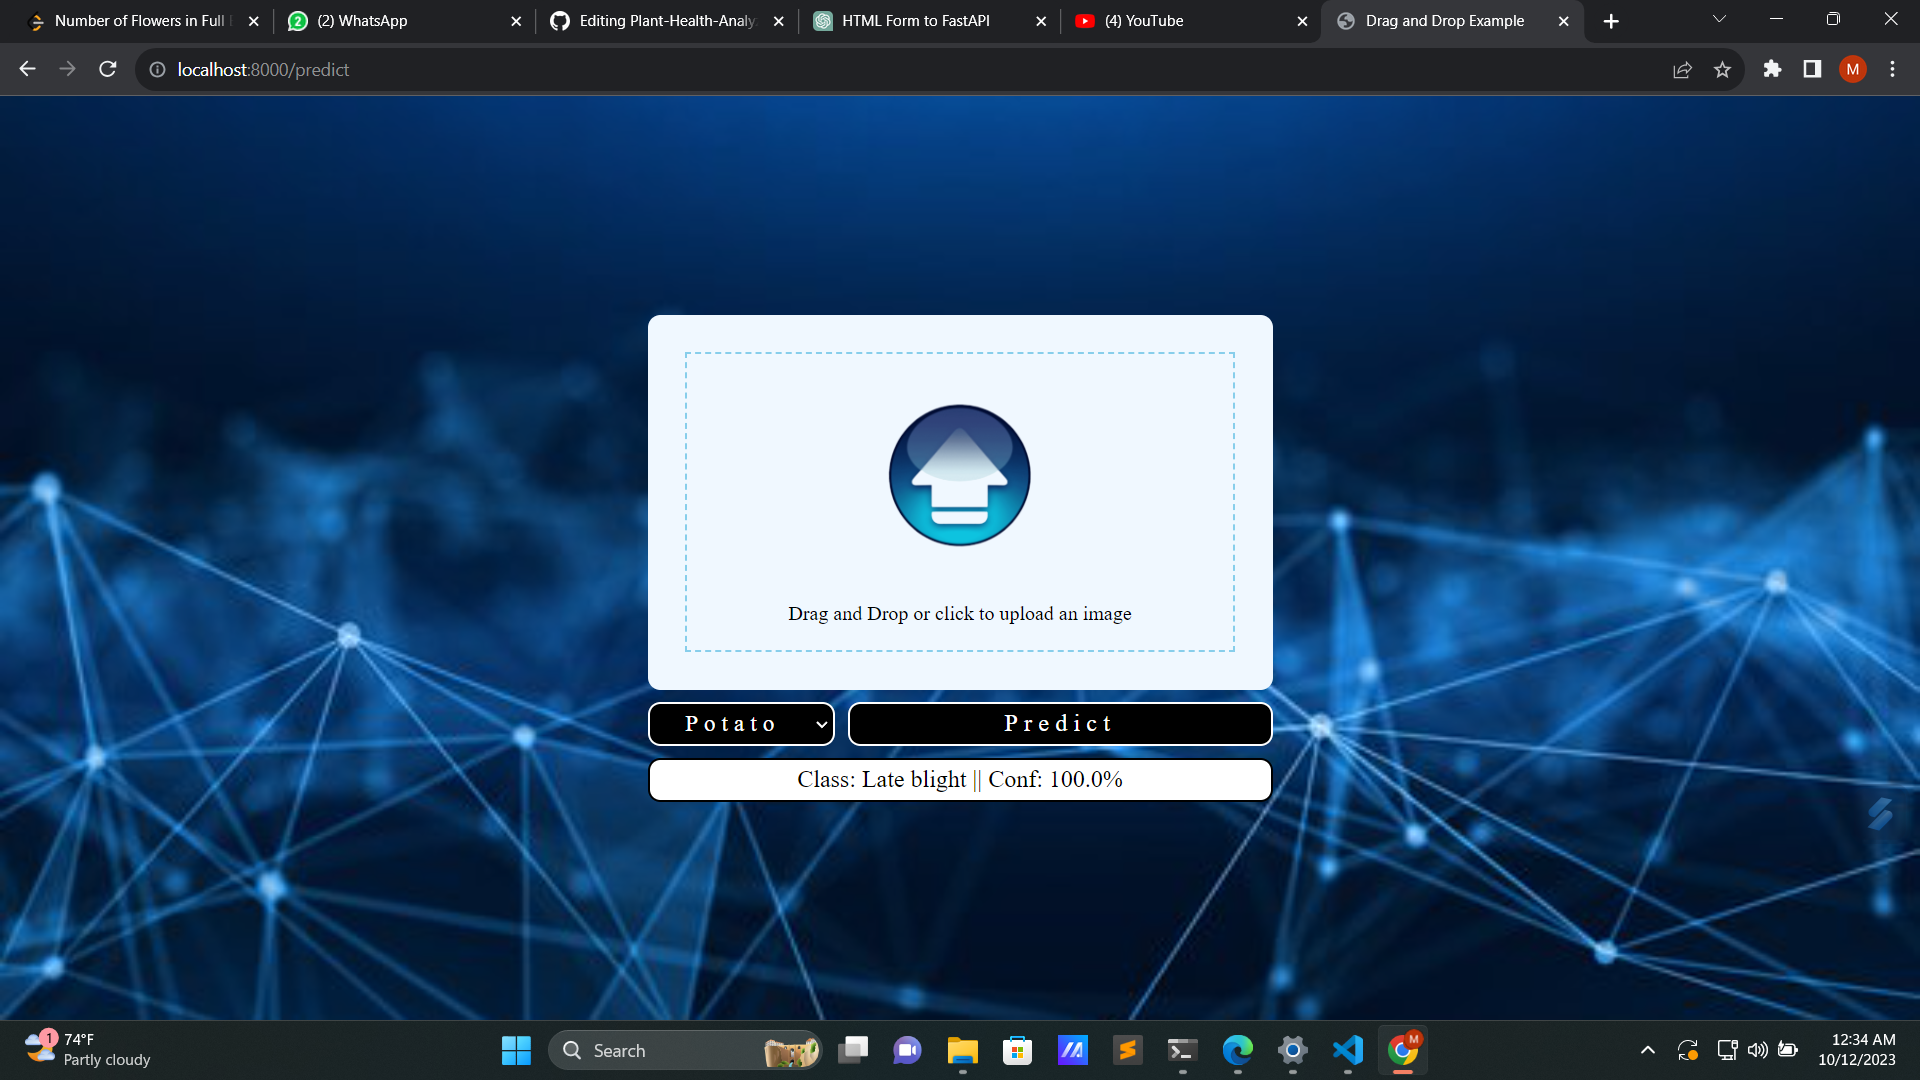 Number of Flowers in Full
(2) WhatsApp
Editing Plant-Health-Analy
HTML Form to FastAPI
(4) YouTube
Drag and Drop Example
localhost:8000/predict
M
Drag and Drop or click to upload an image
Potato
Predict
Class: Late blight || Conf: 100.0%
1
74°F
Partly cloudy
Search
M
12:34 AM
10/12/2023